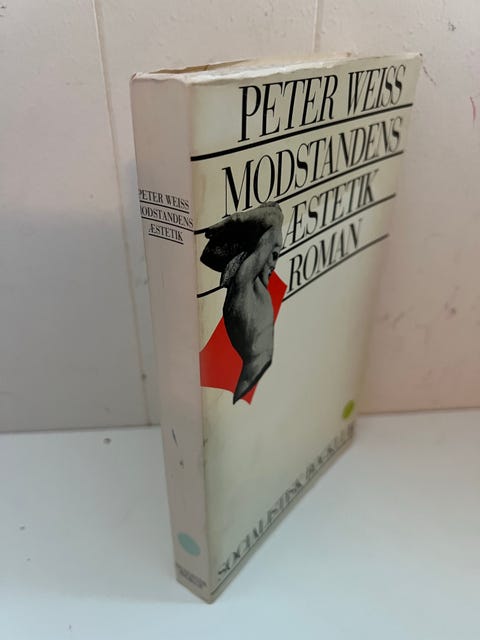 PETER WEISS
MODSTANDENS
ÆSTETIK
PETER WEISS
MODSTANDENS
ÆSTETIK
ROMAN
SOCIALISTISK BOGKLUB